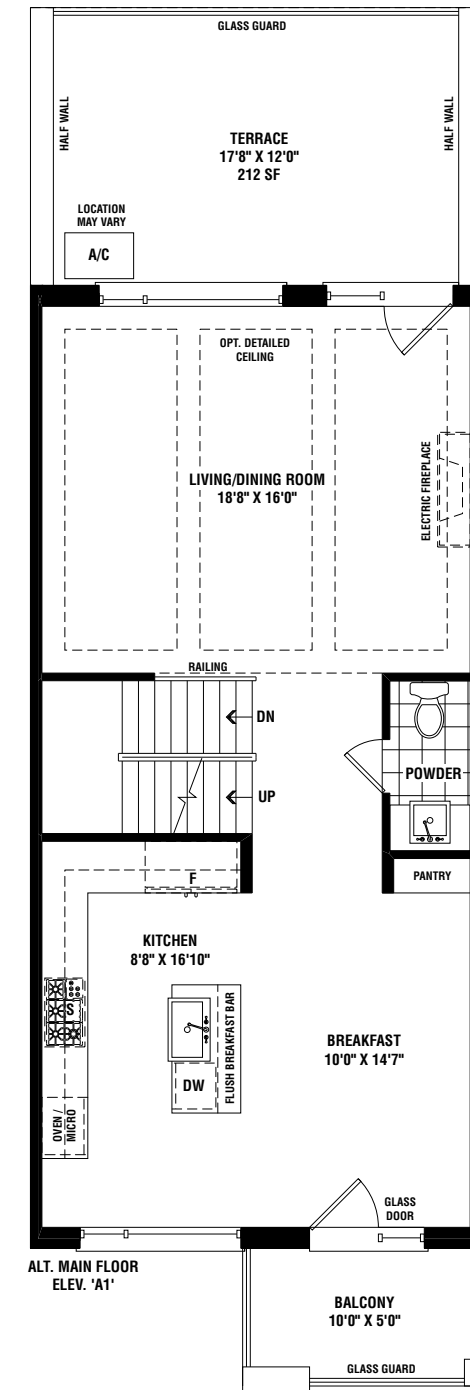 GLASS GUARD
HALF WALL
HALF WALL
TERRACE
17'8" X 12'0"
212 SF
LOCATION
MAY VARY
A/C
OPT. DETAILED
CEILING
LIVING/DINING ROOM
18'8" X 16'0"
ELECTRIC FIREPLACE
RAILING
DN
UP
POWDER
PANTRY
F
KITCHEN
8'8" X 16'10"
S
FLUSH BREAKFAST BAR
DW
BREAKFAST
10'0" X 14'7"
OVEN /
MICRO
GLASS
DOOR
ALT. MAIN FLOOR
ELEV. 'A1'
BALCONY
10'0" X 5'0"
GLASS GUARD